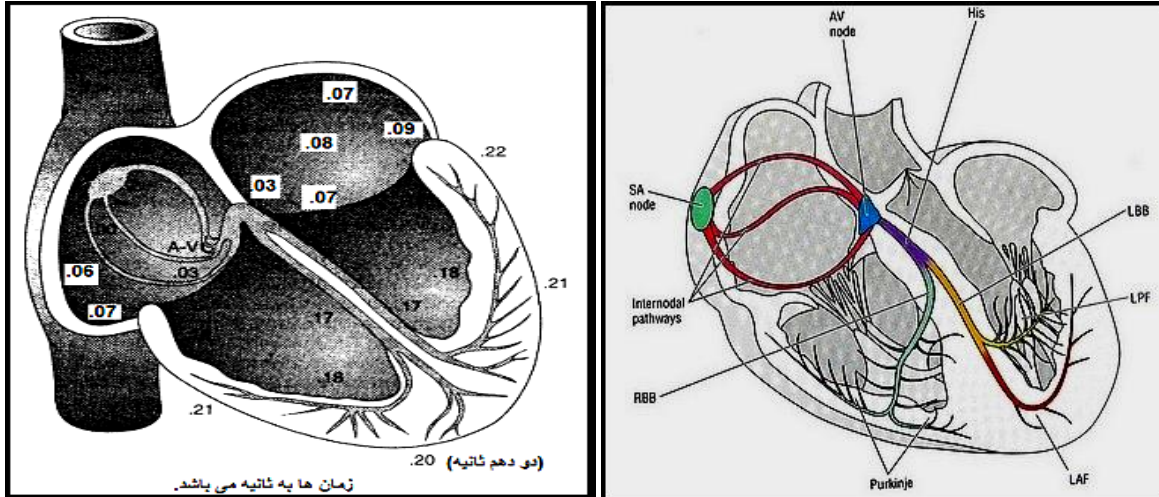 .07
.09
.08
.22
.03
.07
A-V
.03
.06
.07
.18
.21
.17
.17
.18
.21
.20
(دو دهم ثانیه)
زمان ها به ثانیه می باشد.
AV
node
His
SA
node
LBB
Internodal
pathways
LPF
RBB
LAF
Purkinje